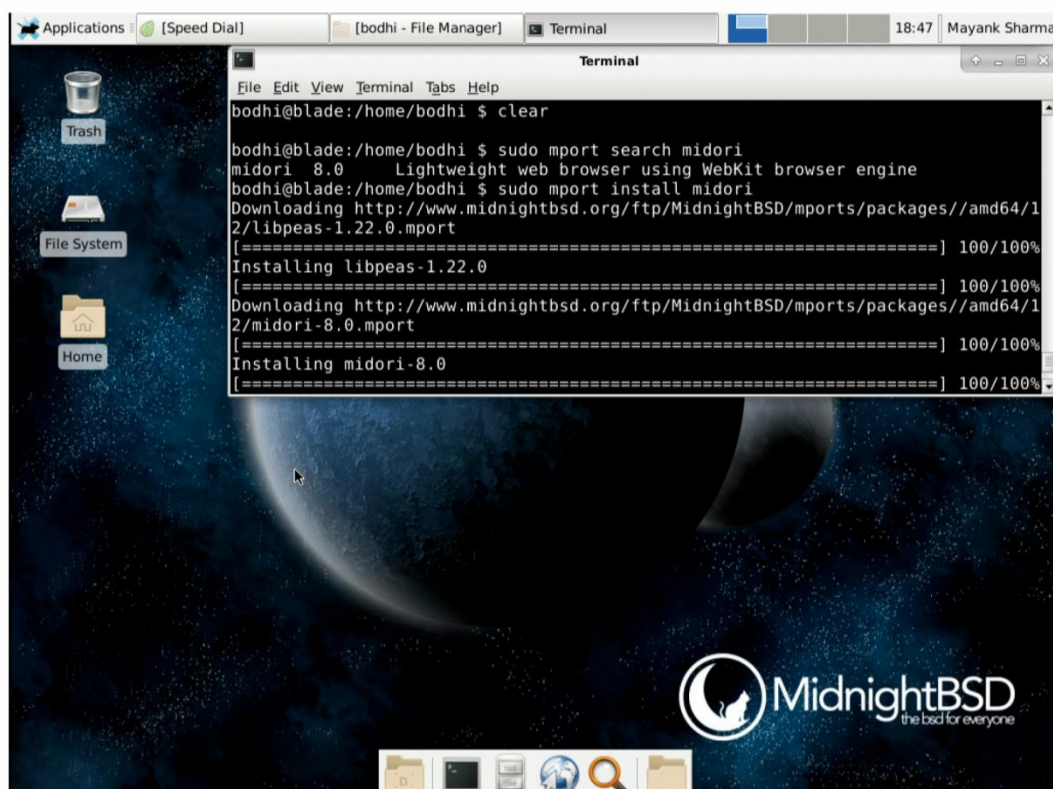 Applications [Speed Dial] [bodhi - File Manager] Terminal 18:47 Mayank Sharma
Terminal
File Edit View Terminal Tabs Help
bodhi@blade:/home/bodhi $ clear
bodhi@blade:/home/bodhi $ sudo mport search midori
midori 8.0 Lightweight web browser using WebKit browser engine
bodhi@blade:/home/bodhi $ sudo mport install midori
Downloading http://www.midnightbsd.org/ftp/MidnightBSD/mports/packages//amd64/1
2/libpeas-1.22.0.mport
[====================================================================] 100/100%
Installing libpeas-1.22.0
[====================================================================] 100/100%
Downloading http://www.midnightbsd.org/ftp/MidnightBSD/mports/packages//amd64/1
2/midori-8.0.mport
[====================================================================] 100/100%
Installing midori-8.0
[====================================================================] 100/100%
Trash
File System
Home
MidnightBSD
the bsd for everyone